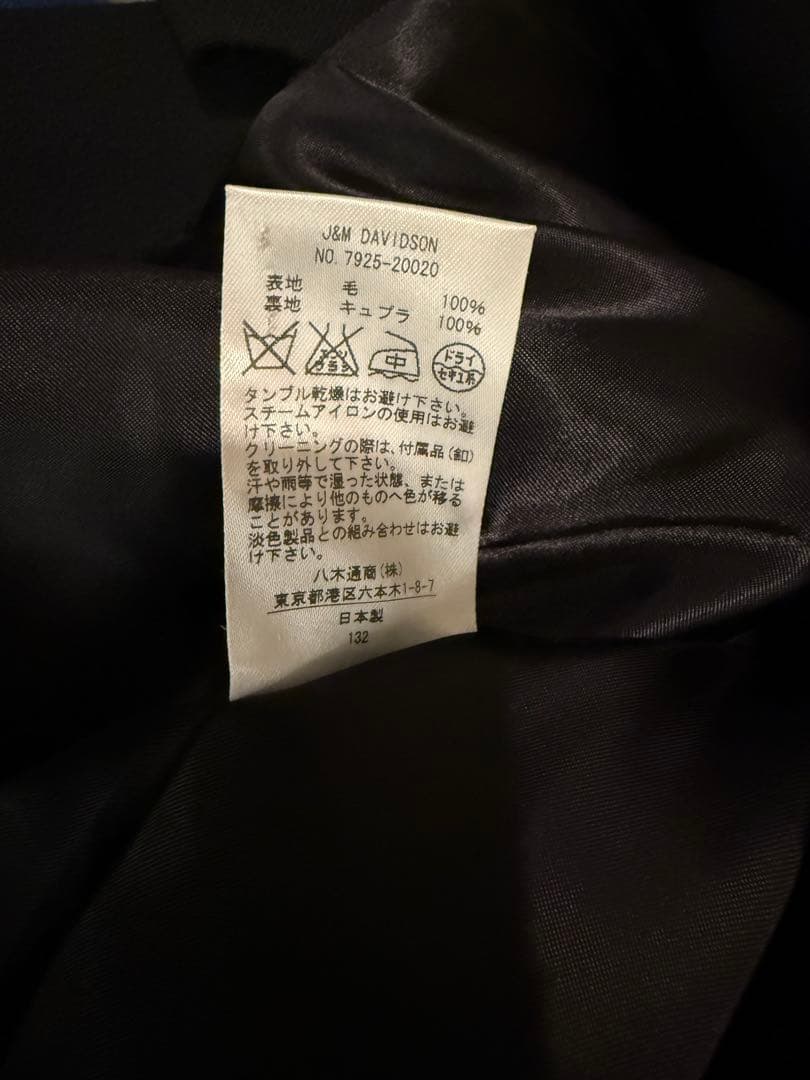 J&M DAVIDSON
NO. 7925-20020
表地 毛 100%
裏地 キュプラ 100%
エンソ サラシ 中 ドライ セキユ系
タンブル乾燥はお避け下さい。
スチームアイロンの使用はお避
け下さい。
クリーニングの際は、付属品(釦)
を取り外して下さい。
汗や雨等で湿った状態、または
摩擦により他のものへ色が移る
ことがあります。
淡色製品との組み合わせはお避
け下さい。
八木通商(株)
東京都港区六本木1-8-7
日本製
132